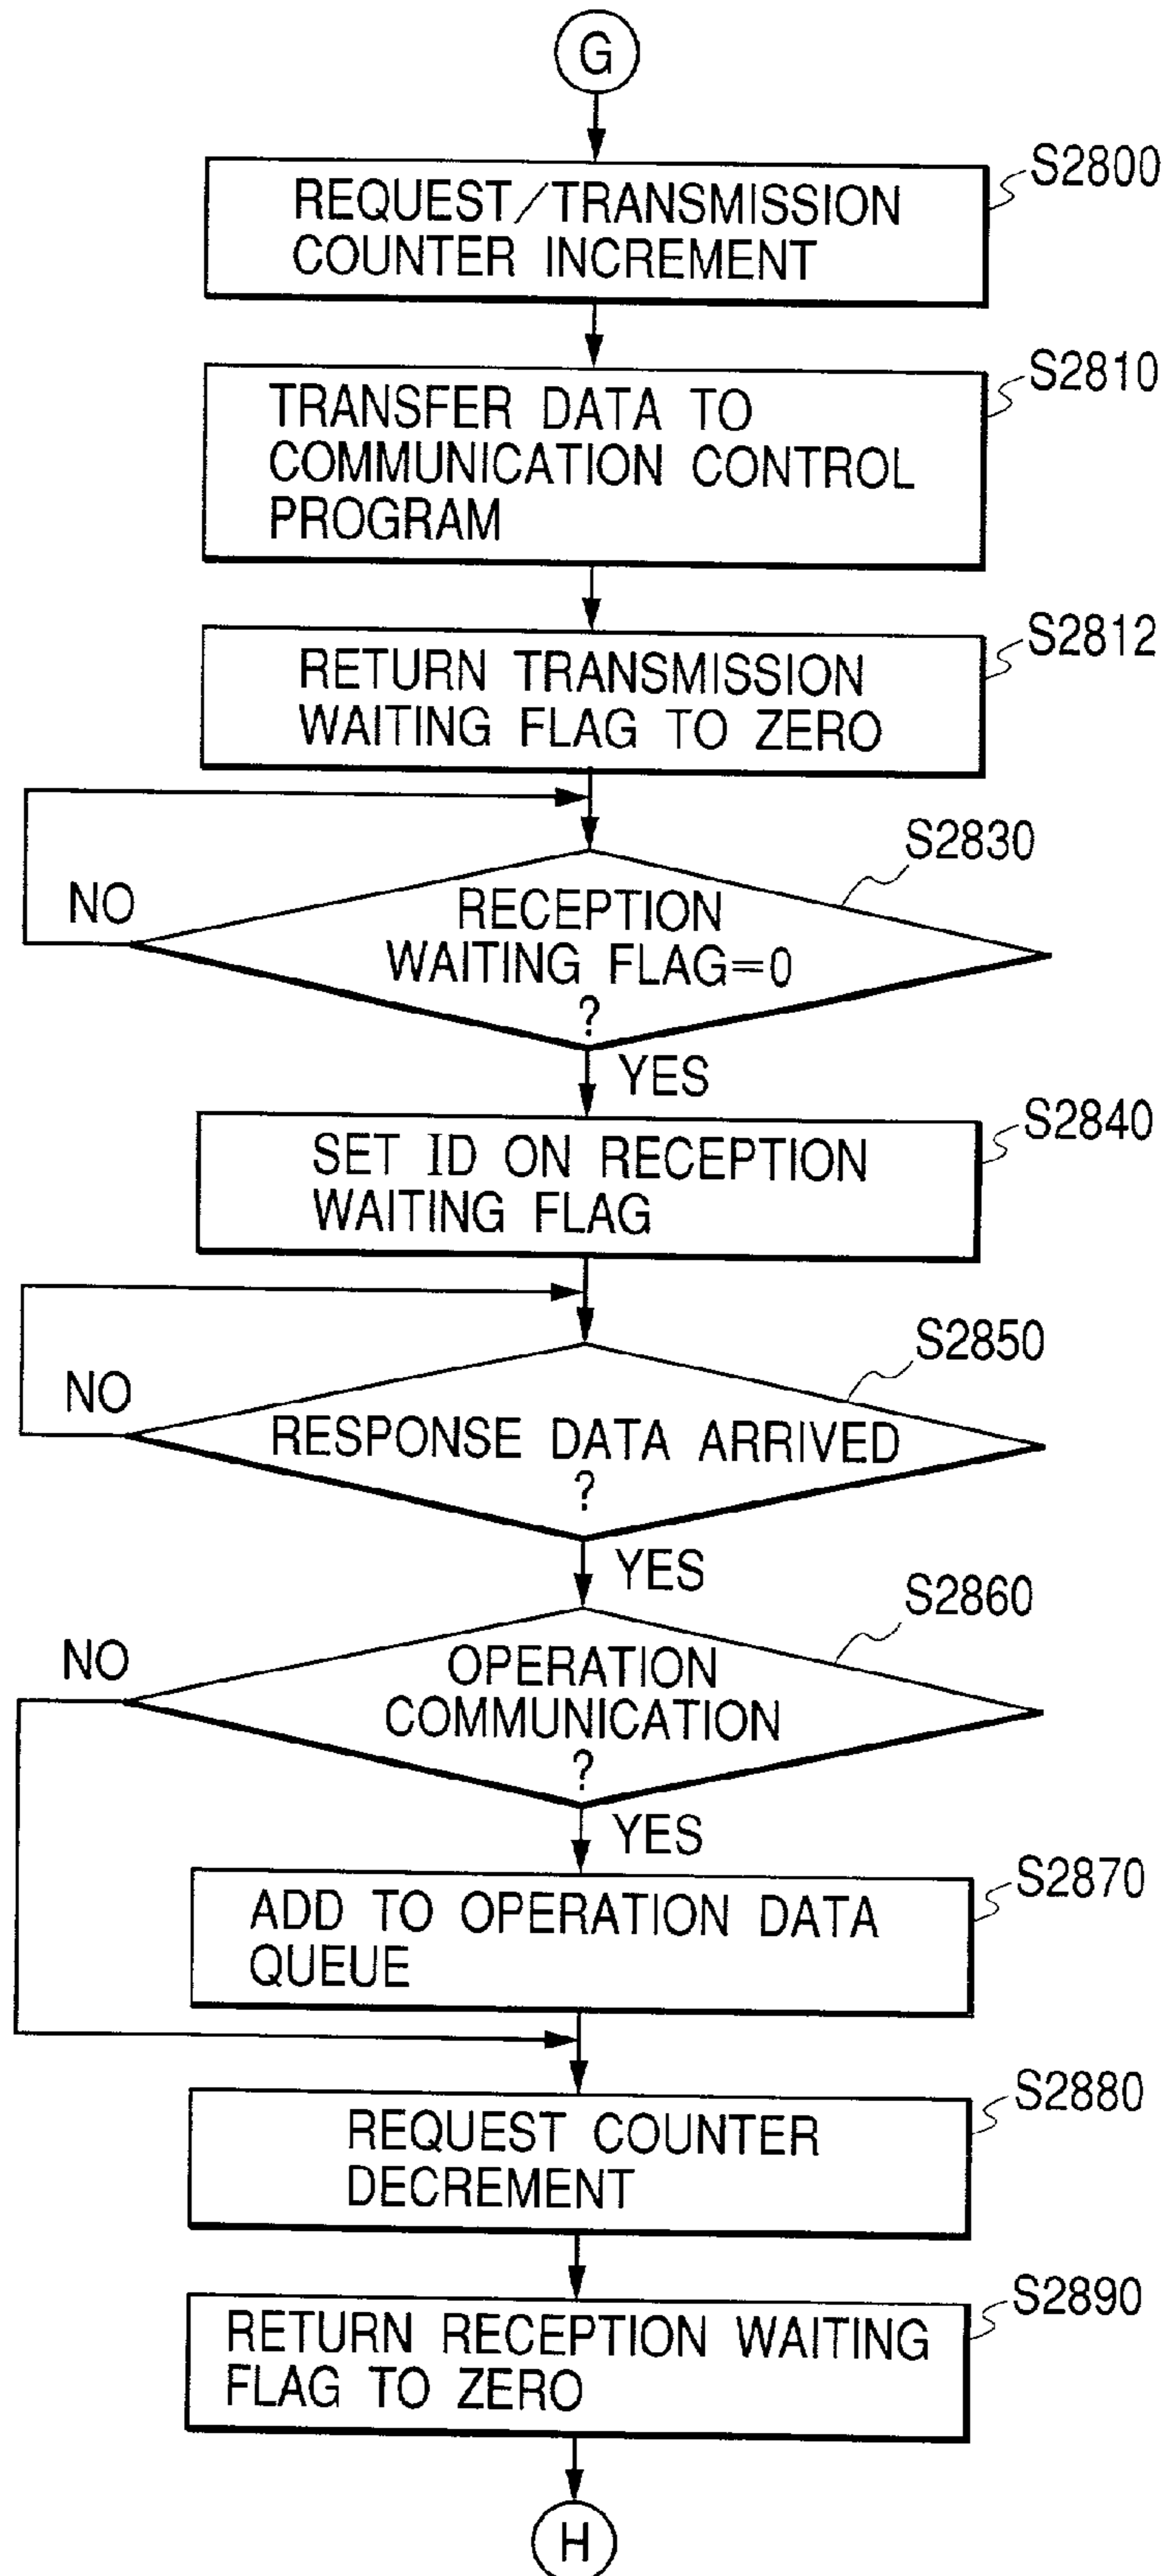 G
S2800
REQUEST/TRANSMISSION
COUNTER INCREMENT
S2810
TRANSFER DATA TO
COMMUNICATION CONTROL
PROGRAM
S2812
RETURN TRANSMISSION
WAITING FLAG TO ZERO
S2830
NO
RECEPTION
WAITING FLAG=0
?
YES
S2840
SET ID ON RECEPTION
WAITING FLAG
S2850
NO
RESPONSE DATA ARRIVED
?
YES
S2860
NO
OPERATION
COMMUNICATION
?
YES
S2870
ADD TO OPERATION DATA
QUEUE
S2880
REQUEST COUNTER
DECREMENT
S2890
RETURN RECEPTION WAITING
FLAG TO ZERO
H